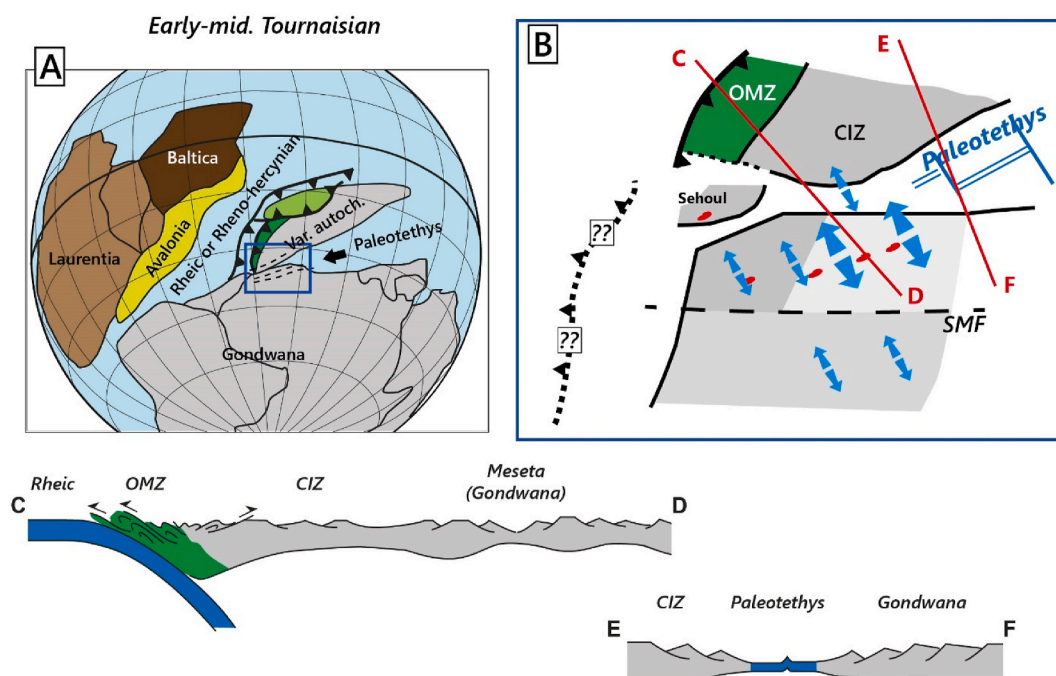 Early-mid. Tournaisian
A
Baltica
Laurentia
Avalonia
Rheic or Rheno-hercynian
Var. autoch.
Paleotethys
Gondwana
B
C
E
OMZ
CIZ
Paleotethys
Sehoul
??
D
F
SMF
??
Rheic
OMZ
CIZ
Meseta
(Gondwana)
C
D
CIZ
Paleotethys
Gondwana
E
F